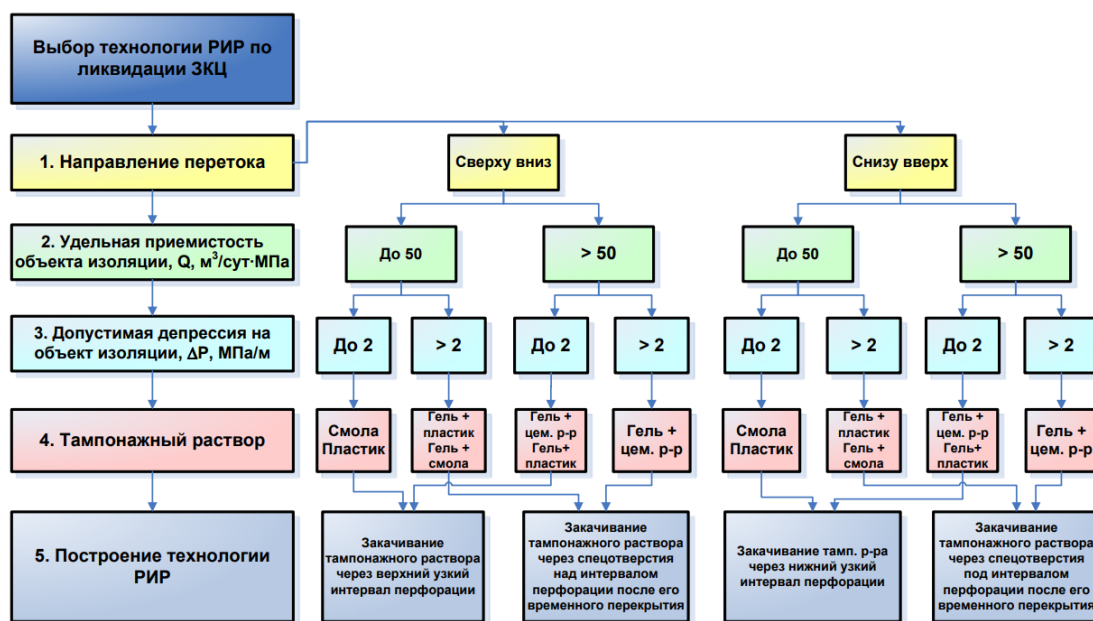 Выбор технологии РИР по
ликвидации ЗКЦ
1. Направление перетока
Сверху вниз
Снизу вверх
2. Удельная приемистость
объекта изоляции, Q, м³/сут·МПа
До 50
> 50
До 50
> 50
3. Допустимая депрессия на
объект изоляции, ΔР, МПа/м
До 2
> 2
До 2
> 2
До 2
> 2
До 2
> 2
4. Тампонажный раствор
Смола
Пластик
Гель +
пластик
Гель +
смола
Гель +
цем. р-р
Гель+
пластик
Гель +
цем. р-р
Смола
Пластик
Гель +
пластик
Гель +
смола
Гель +
цем. р-р
Гель+
пластик
Гель +
цем. р-р
5. Построение технологии
РИР
Закачивание
тампонажного раствора
через верхний узкий
интервал перфорации
Закачивание
тампонажного раствора
через спецотверстия
над интервалом
перфорации после его
временного перекрытия
Закачивание тамп. р-ра
через нижний узкий
интервал перфорации
Закачивание
тампонажного раствора
через спецотверстия
под интервалом
перфорации после его
временного перекрытия